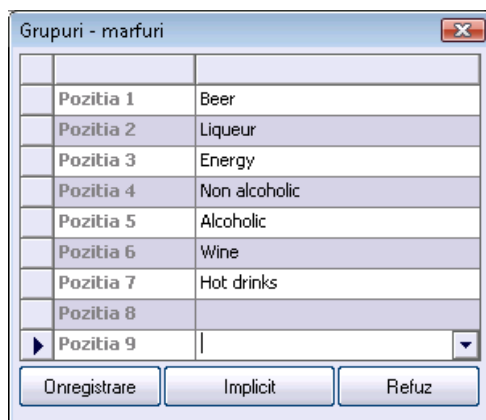 Grupuri - marfuri
Pozitia 1 Beer
Pozitia 2 Liqueur
Pozitia 3 Energy
Pozitia 4 Non alcoholic
Pozitia 5 Alcoholic
Pozitia 6 Wine
Pozitia 7 Hot drinks
Pozitia 8
Pozitia 9
Onregistrare Implicit Refuz